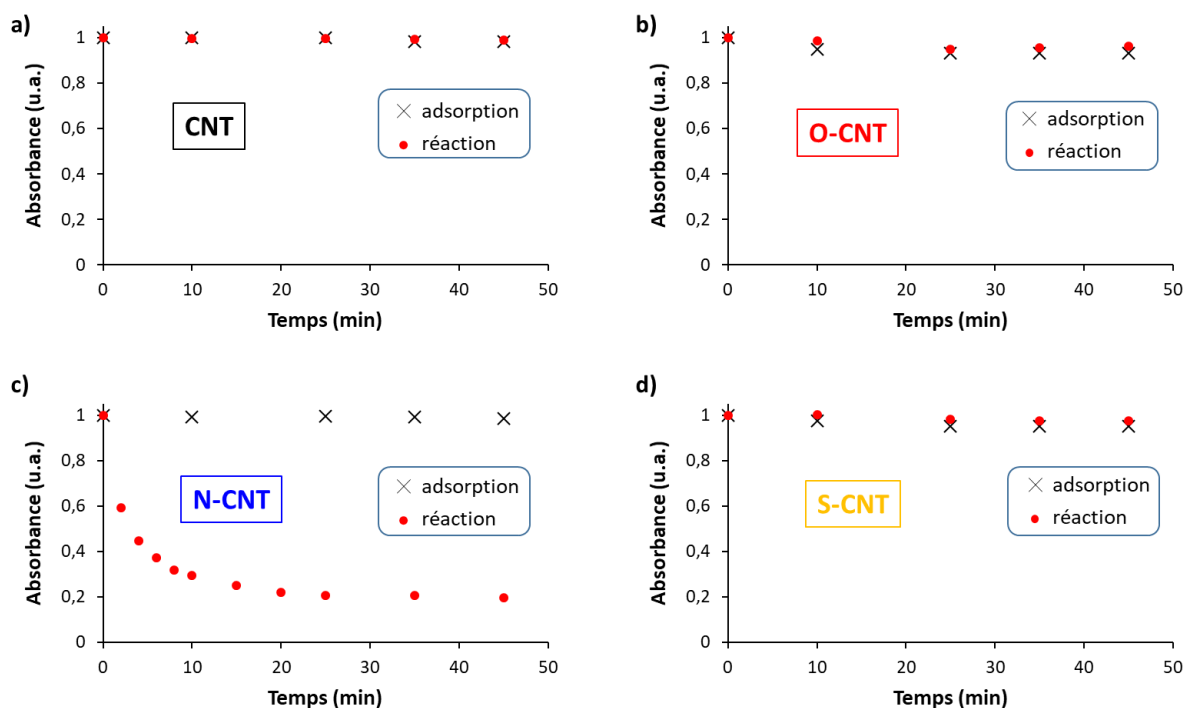 a)
Absorbance (u.a.)
1
0,8
0,6
0,4
0,2
0
CNT
adsorption
réaction
0 10 20 30 40 50
Temps (min)
b)
Absorbance (u.a.)
1
0,8
0,6
0,4
0,2
0
O-CNT
adsorption
réaction
0 10 20 30 40 50
Temps (min)
c)
Absorbance (u.a.)
1
0,8
0,6
0,4
0,2
0
N-CNT
adsorption
réaction
0 10 20 30 40 50
Temps (min)
d)
Absorbance (u.a.)
1
0,8
0,6
0,4
0,2
0
S-CNT
adsorption
réaction
0 10 20 30 40 50
Temps (min)